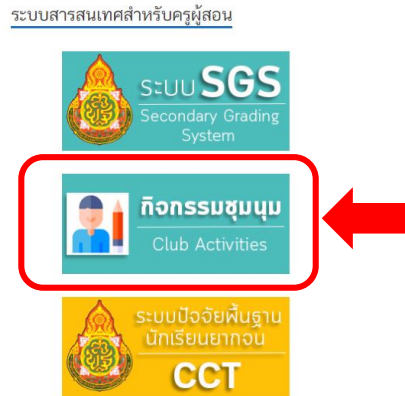 ระบบสารสนเทศสำหรับครูผู้สอน
ระบบ SGS
Secondary Grading
System
กิจกรรมชุมนุม
Club Activities
ระบบปัจจัยพื้นฐาน
นักเรียนยากจน
CCT